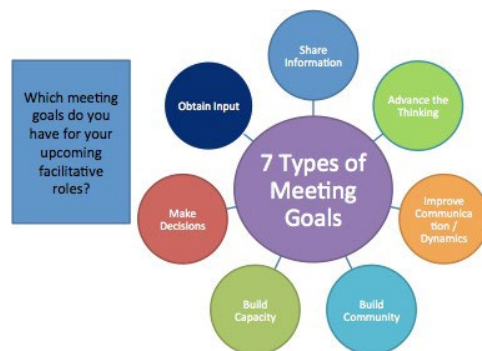 Which meeting
goals do you
have for your
upcoming
facilitative
roles?
7 Types of
Meeting
Goals
Share
Information
Advance the
Thinking
Improve
Communica
tion /
Dynamics
Build
Community
Build
Capacity
Make
Decisions
Obtain Input